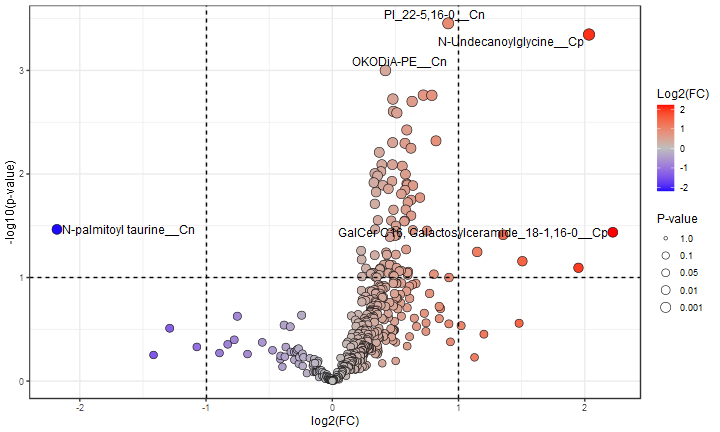 PI_22-5,16-0__Cn
N-Undecanoylglycine__Cp
OKODiA-PE__Cn
N-palmitoyl taurine__Cn
GalCer C16, Galactosylceramide_18-1,16-0__Cp
-log10(p-value)
3
2
1
0
-2
-1
0
1
2
log2(FC)
Log2(FC)
2
1
0
-1
-2
P-value
1.0
0.1
0.05
0.01
0.001